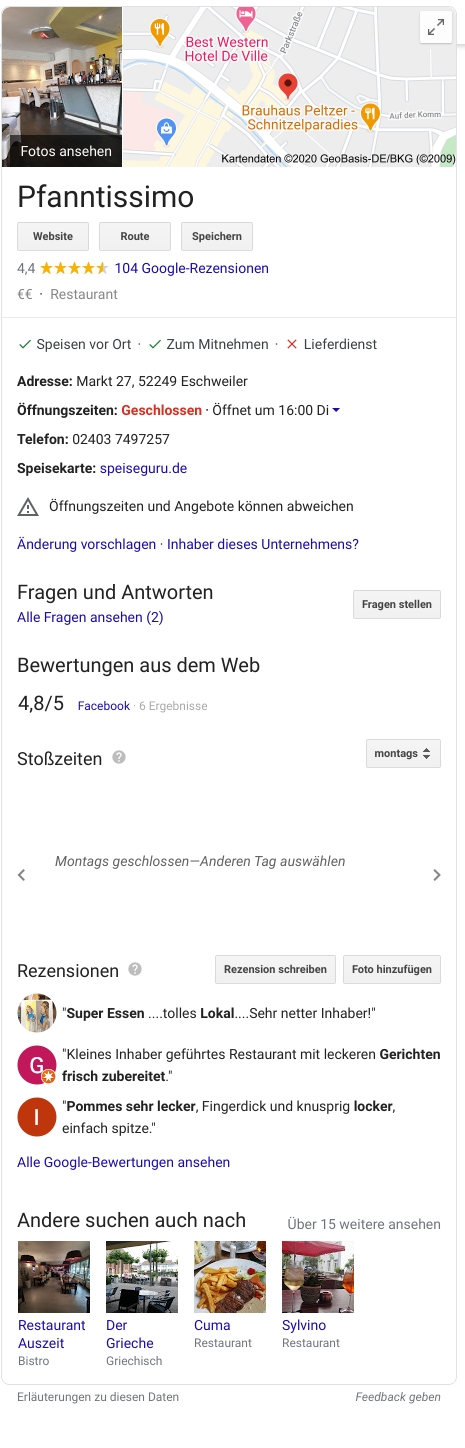 Best Western
Hotel De Ville
Parkstraße
Brauhaus Peltzer -
Schnitzelparadies
Auf der Komm
Fotos ansehen
Kartendaten ©2020 GeoBasis-DE/BKG (©2009)
Pfanntissimo
Website Route Speichern
4,4 104 Google-Rezensionen
€€ · Restaurant
Speisen vor Ort · Zum Mitnehmen · Lieferdienst
Adresse: Markt 27, 52249 Eschweiler
Öffnungszeiten: Geschlossen · Öffnet um 16:00 Di
Telefon: 02403 7497257
Speisekarte: speiseguru.de
Öffnungszeiten und Angebote können abweichen
Änderung vorschlagen · Inhaber dieses Unternehmens?
Fragen und Antworten
Alle Fragen ansehen (2)
Fragen stellen
Bewertungen aus dem Web
4,8/5 Facebook · 6 Ergebnisse
Stoßzeiten ? montags
Montags geschlossen—Anderen Tag auswählen
Rezensionen ? Rezension schreiben Foto hinzufügen
"Super Essen ....tolles Lokal....Sehr netter Inhaber!"
G "Kleines Inhaber geführtes Restaurant mit leckeren Gerichten
frisch zubereitet."
I "Pommes sehr lecker, Fingerdick und knusprig locker,
einfach spitze."
Alle Google-Bewertungen ansehen
Andere suchen auch nach Über 15 weitere ansehen
Restaurant
Auszeit
Bistro
Der
Grieche
Griechisch
Cuma
Restaurant
Sylvino
Restaurant
Erläuterungen zu diesen Daten Feedback geben